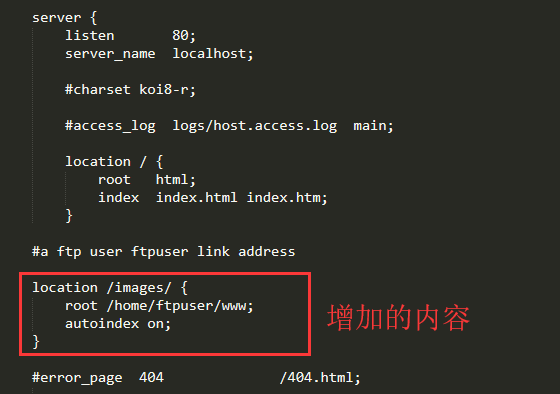 server {
listen 80;
server_name localhost;
#charset koi8-r;
#access_log logs/host.access.log main;
location / {
root html;
index index.html index.htm;
}
#a ftp user ftpuser link address
location /images/ {
root /home/ftpuser/www;
autoindex on;
}
增加的内容
#error_page 404 /404.html;